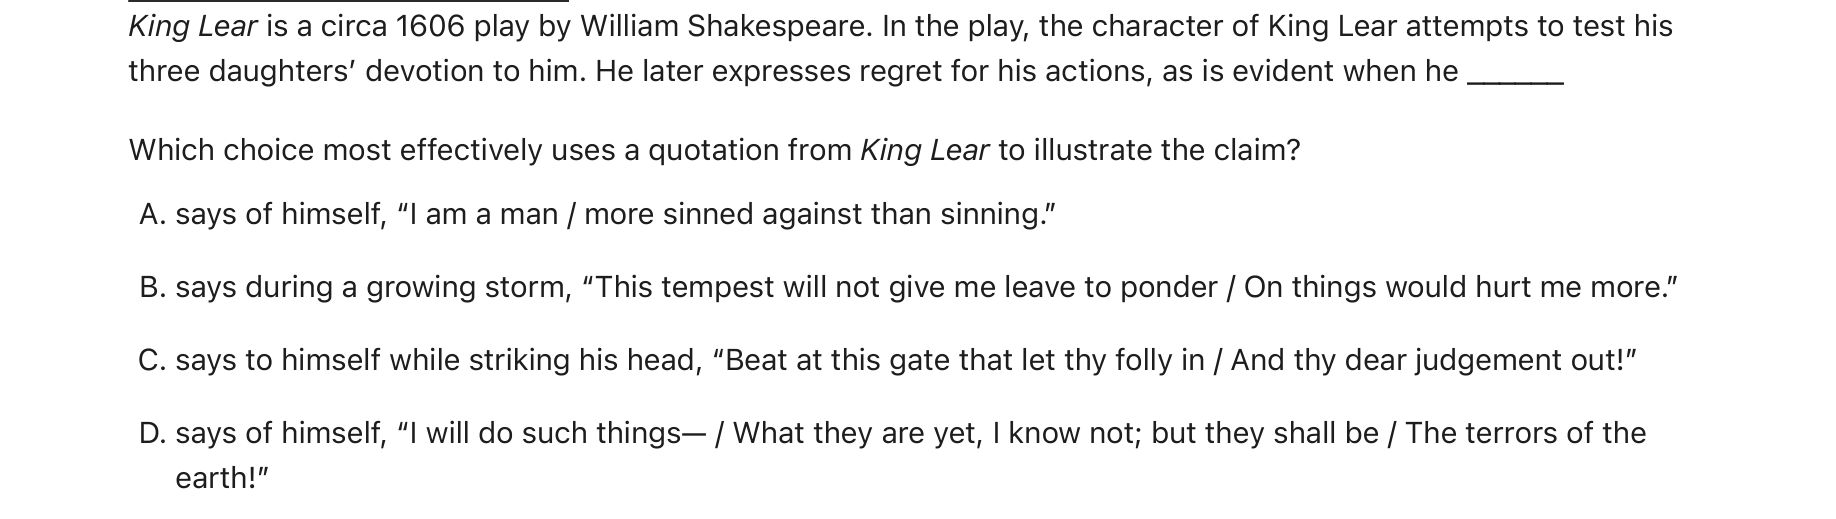 King Lear is a circa 1606 play by William Shakespeare. In the play, the character of King Lear attempts to test his
three daughters’ devotion to him. He later expresses regret for his actions, as is evident when he ______
Which choice most effectively uses a quotation from King Lear to illustrate the claim?
A. says of himself, “I am a man / more sinned against than sinning.”
B. says during a growing storm, “This tempest will not give me leave to ponder / On things would hurt me more.”
C. says to himself while striking his head, “Beat at this gate that let thy folly in / And thy dear judgement out!”
D. says of himself, “I will do such things— / What they are yet, I know not; but they shall be / The terrors of the
earth!”